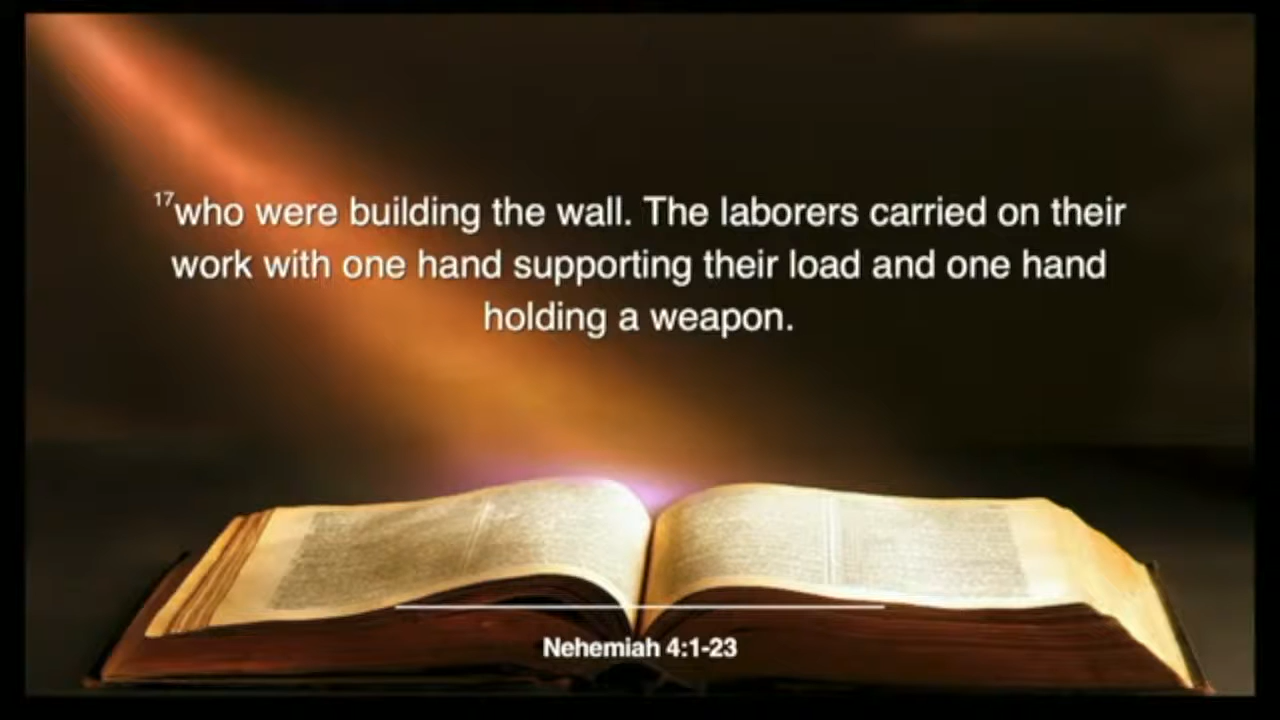 17who were building the wall. The laborers carried on their
work with one hand supporting their load and one hand
holding a weapon.
Nehemiah 4:1-23